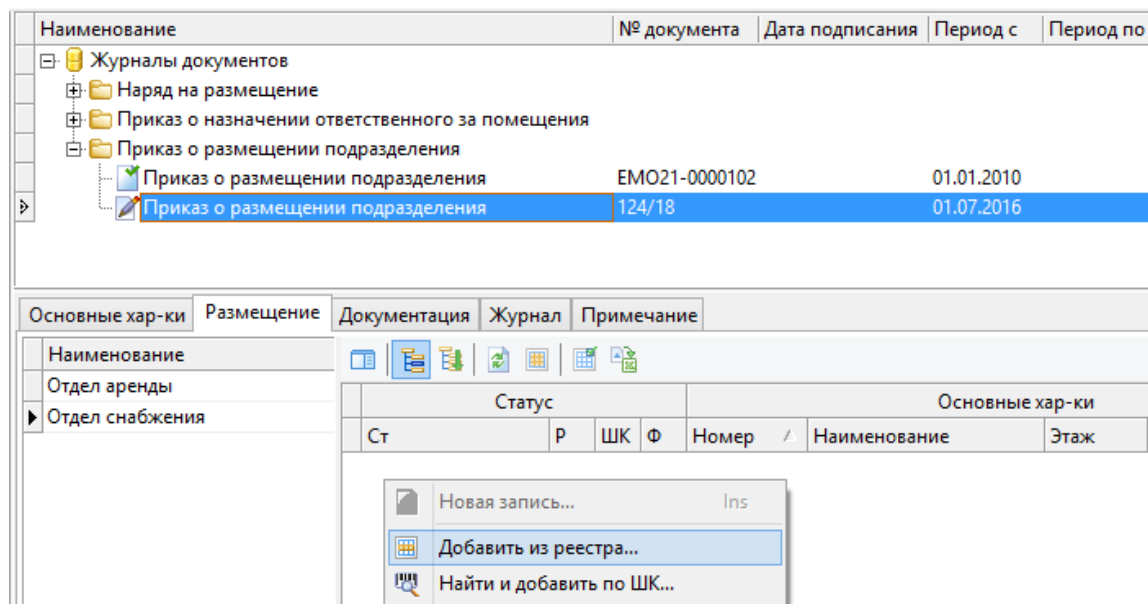 Наименование № документа Дата подписания Период с Период по
Журналы документов
Наряд на размещение
Приказ о назначении ответственного за помещения
Приказ о размещении подразделения
Приказ о размещении подразделения ЕМО21-0000102 01.01.2010
Приказ о размещении подразделения 124/18 01.07.2016
Основные хар-ки Размещение Документация Журнал Примечание
Наименование
Отдел аренды
Отдел снабжения
Статус Основные хар-ки
Ст Р ШК Ф Номер Наименование Этаж
Новая запись... Ins
Добавить из реестра...
Найти и добавить по ШК...